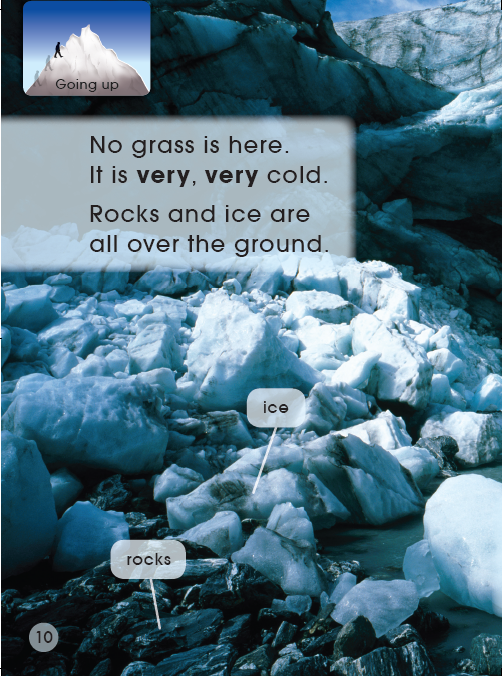 Going up
No grass is here.
It is very, very cold.
Rocks and ice are
all over the ground.
ice
rocks
10